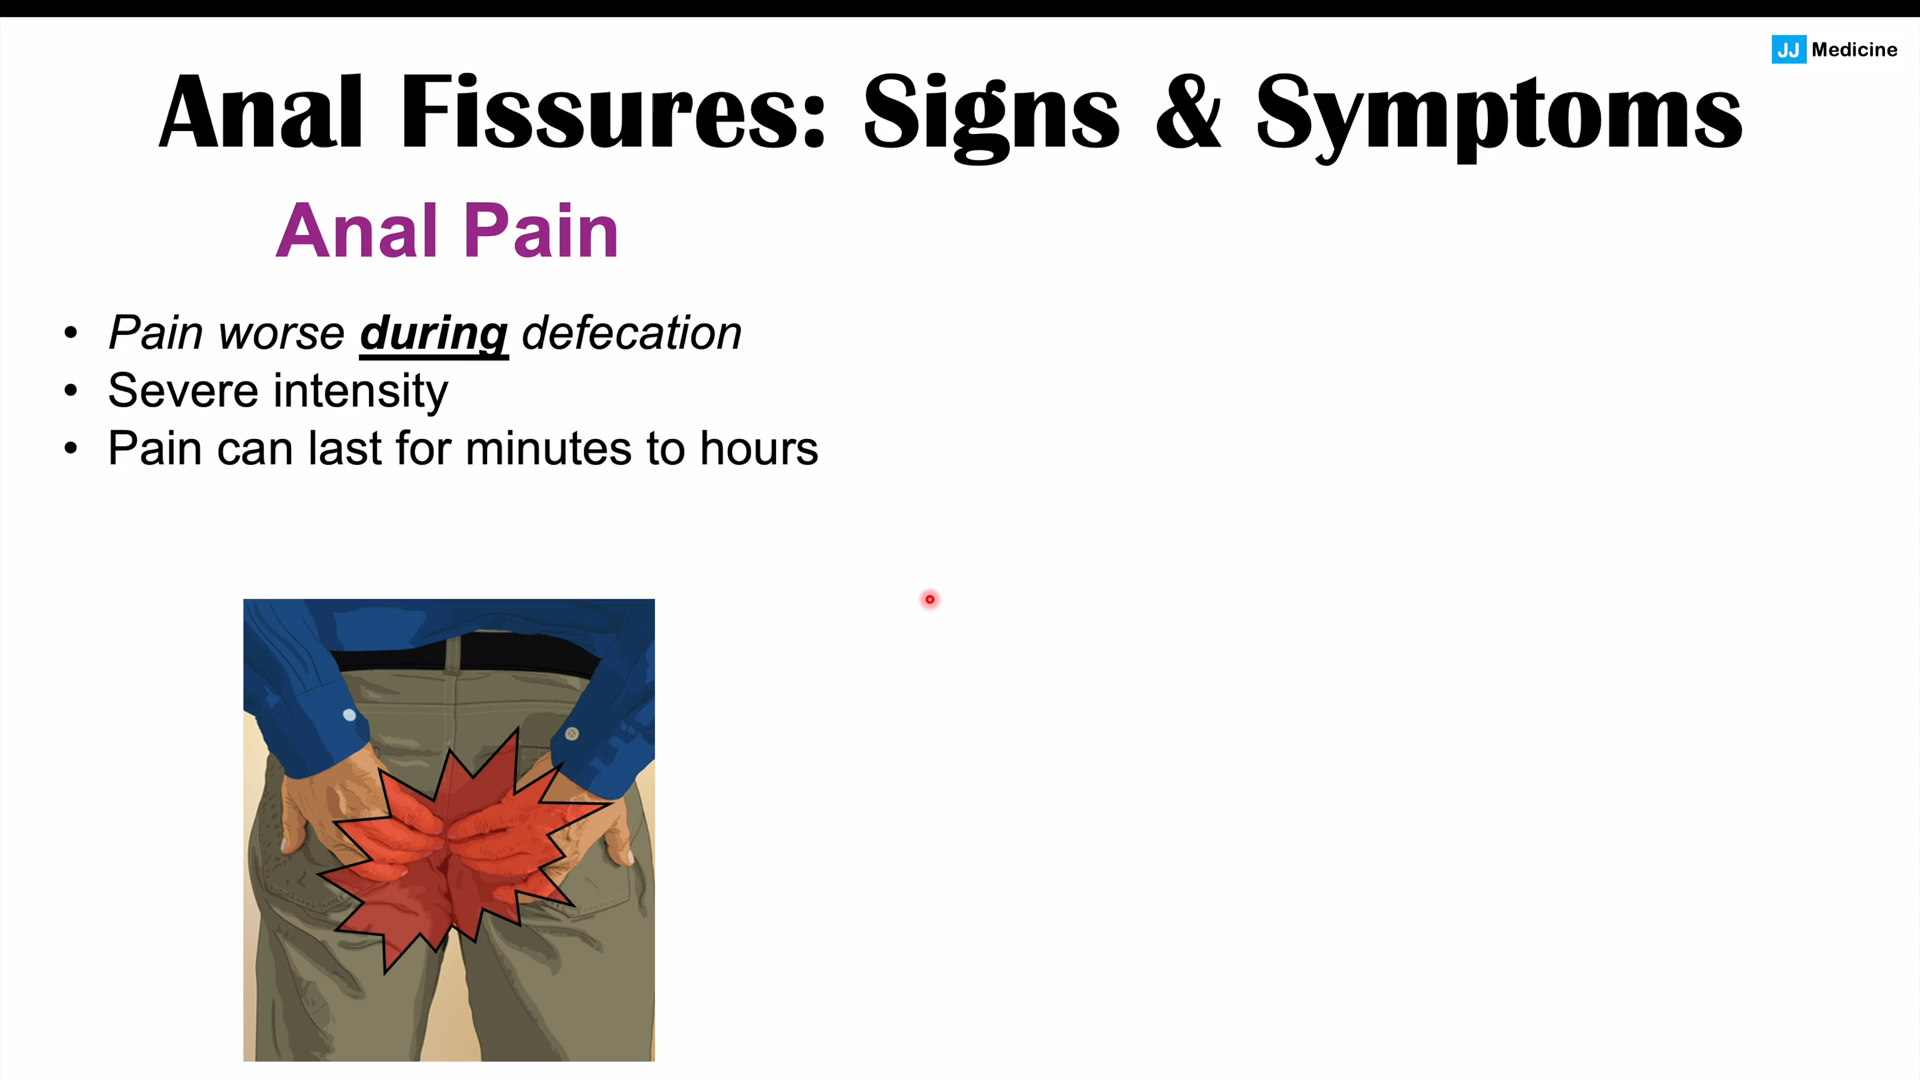 JJ Medicine
Anal Fissures: Signs & Symptoms
Anal Pain
• Pain worse during defecation
• Severe intensity
• Pain can last for minutes to hours